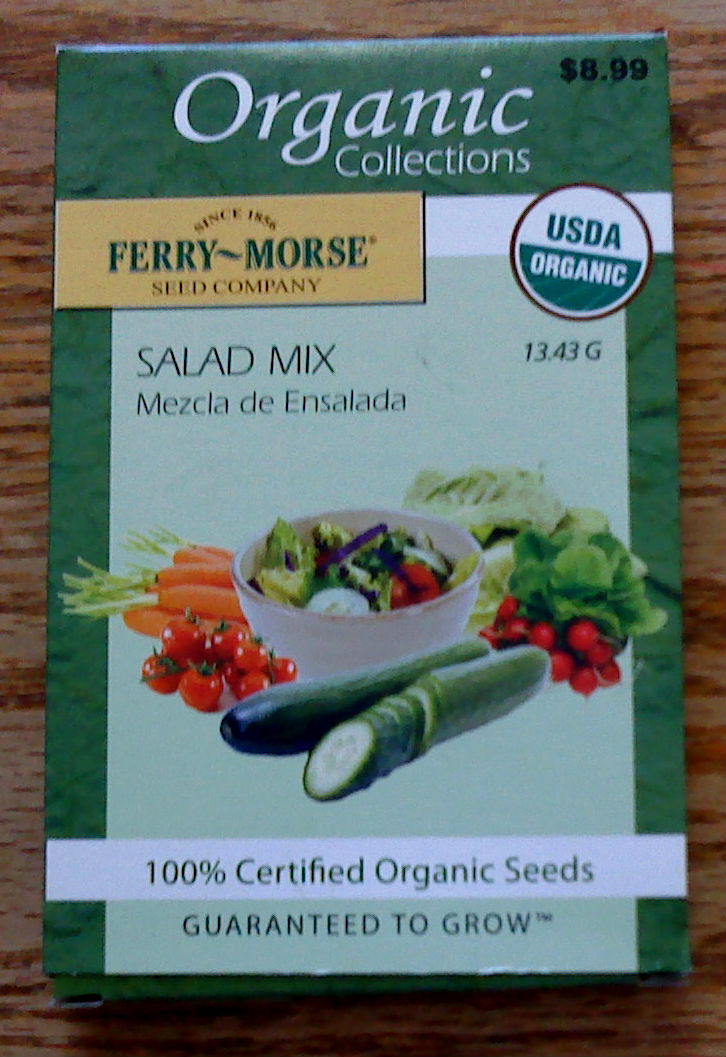 $8.99
Organic
Collections
SINCE 1856
FERRY~MORSE®
SEED COMPANY
USDA
ORGANIC
SALAD MIX
13.43 G
Mezcla de Ensalada
100% Certified Organic Seeds
GUARANTEED TO GROW™